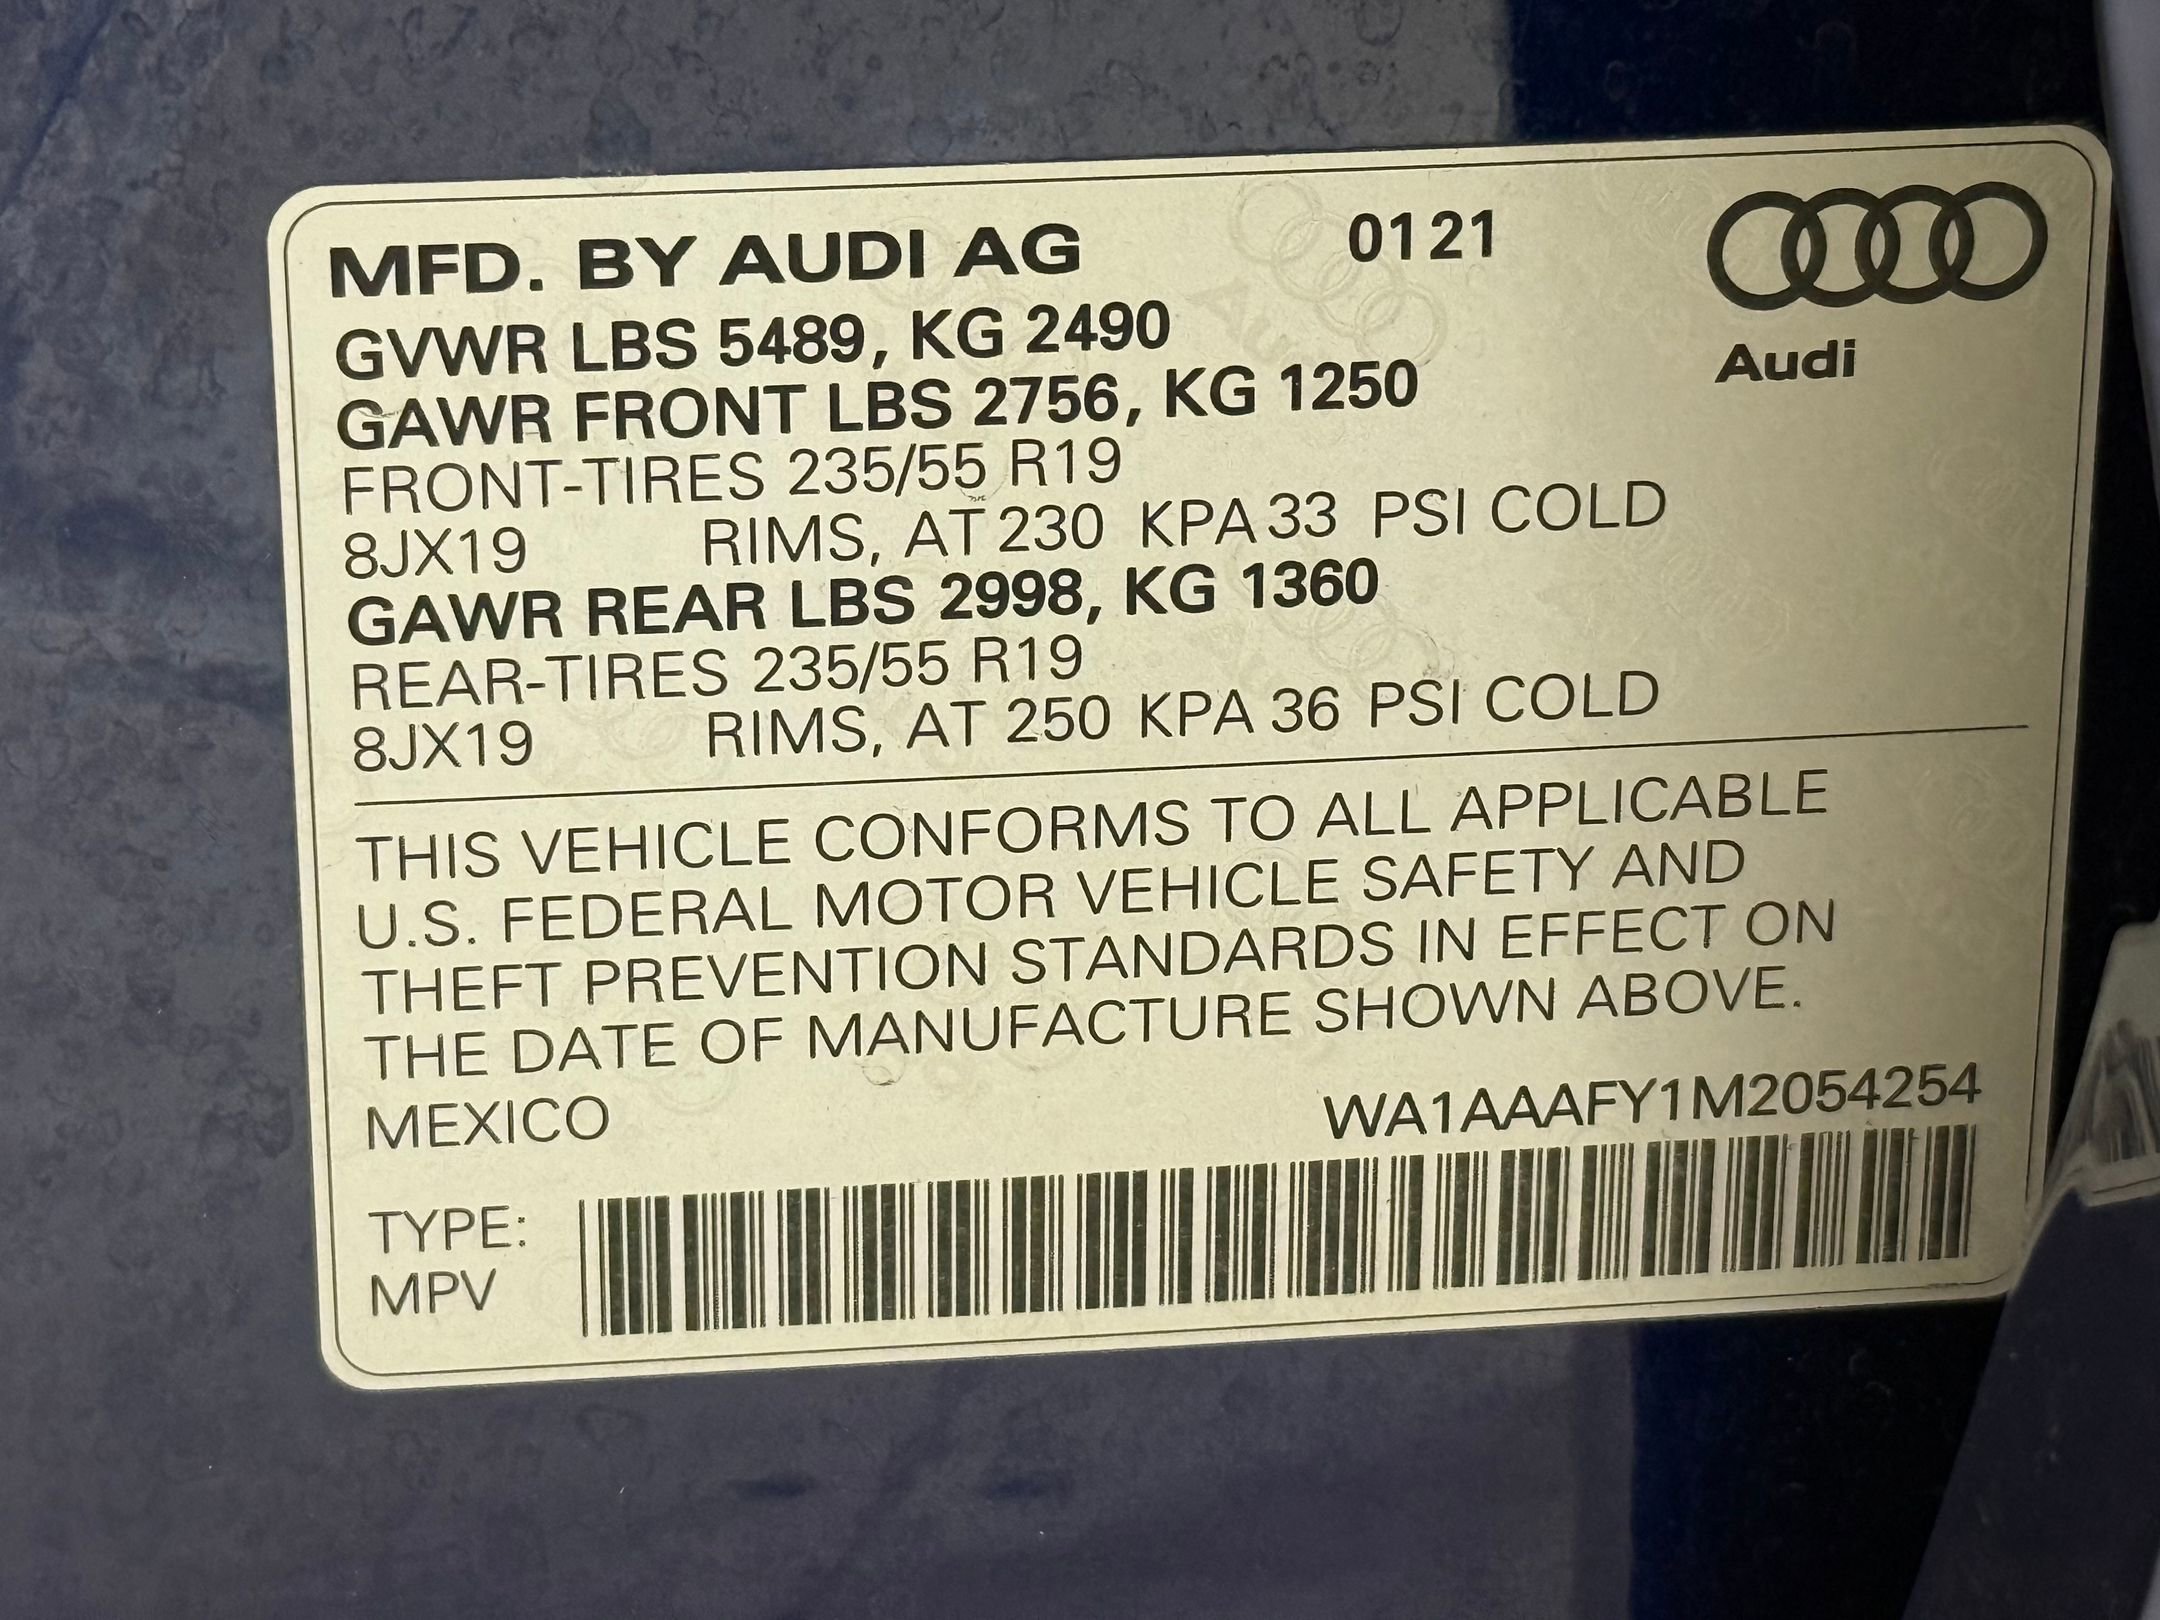 MFD. BY AUDI AG 0121
Audi
GVWR LBS 5489, KG 2490
GAWR FRONT LBS 2756, KG 1250
FRONT-TIRES 235/55 R19
8JX19 RIMS, AT 230 KPA 33 PSI COLD
GAWR REAR LBS 2998, KG 1360
REAR-TIRES 235/55 R19
8JX19 RIMS, AT 250 KPA 36 PSI COLD
THIS VEHICLE CONFORMS TO ALL APPLICABLE
U.S. FEDERAL MOTOR VEHICLE SAFETY AND
THEFT PREVENTION STANDARDS IN EFFECT ON
THE DATE OF MANUFACTURE SHOWN ABOVE.
MEXICO WA1AAAFY1M2054254
TYPE:
MPV